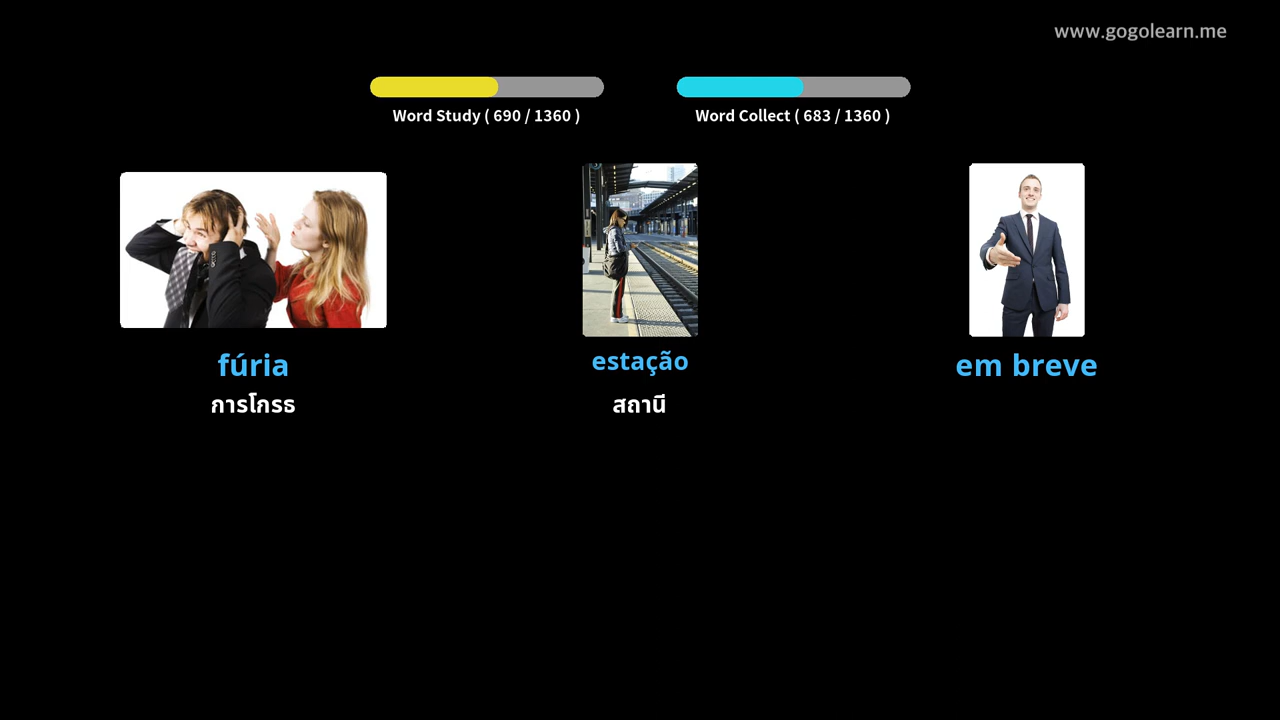 www.gogolearn.me
Word Study ( 690 / 1360 )
Word Collect ( 683 / 1360 )
fúria
การโกรธ
estação
สถานี
em breve